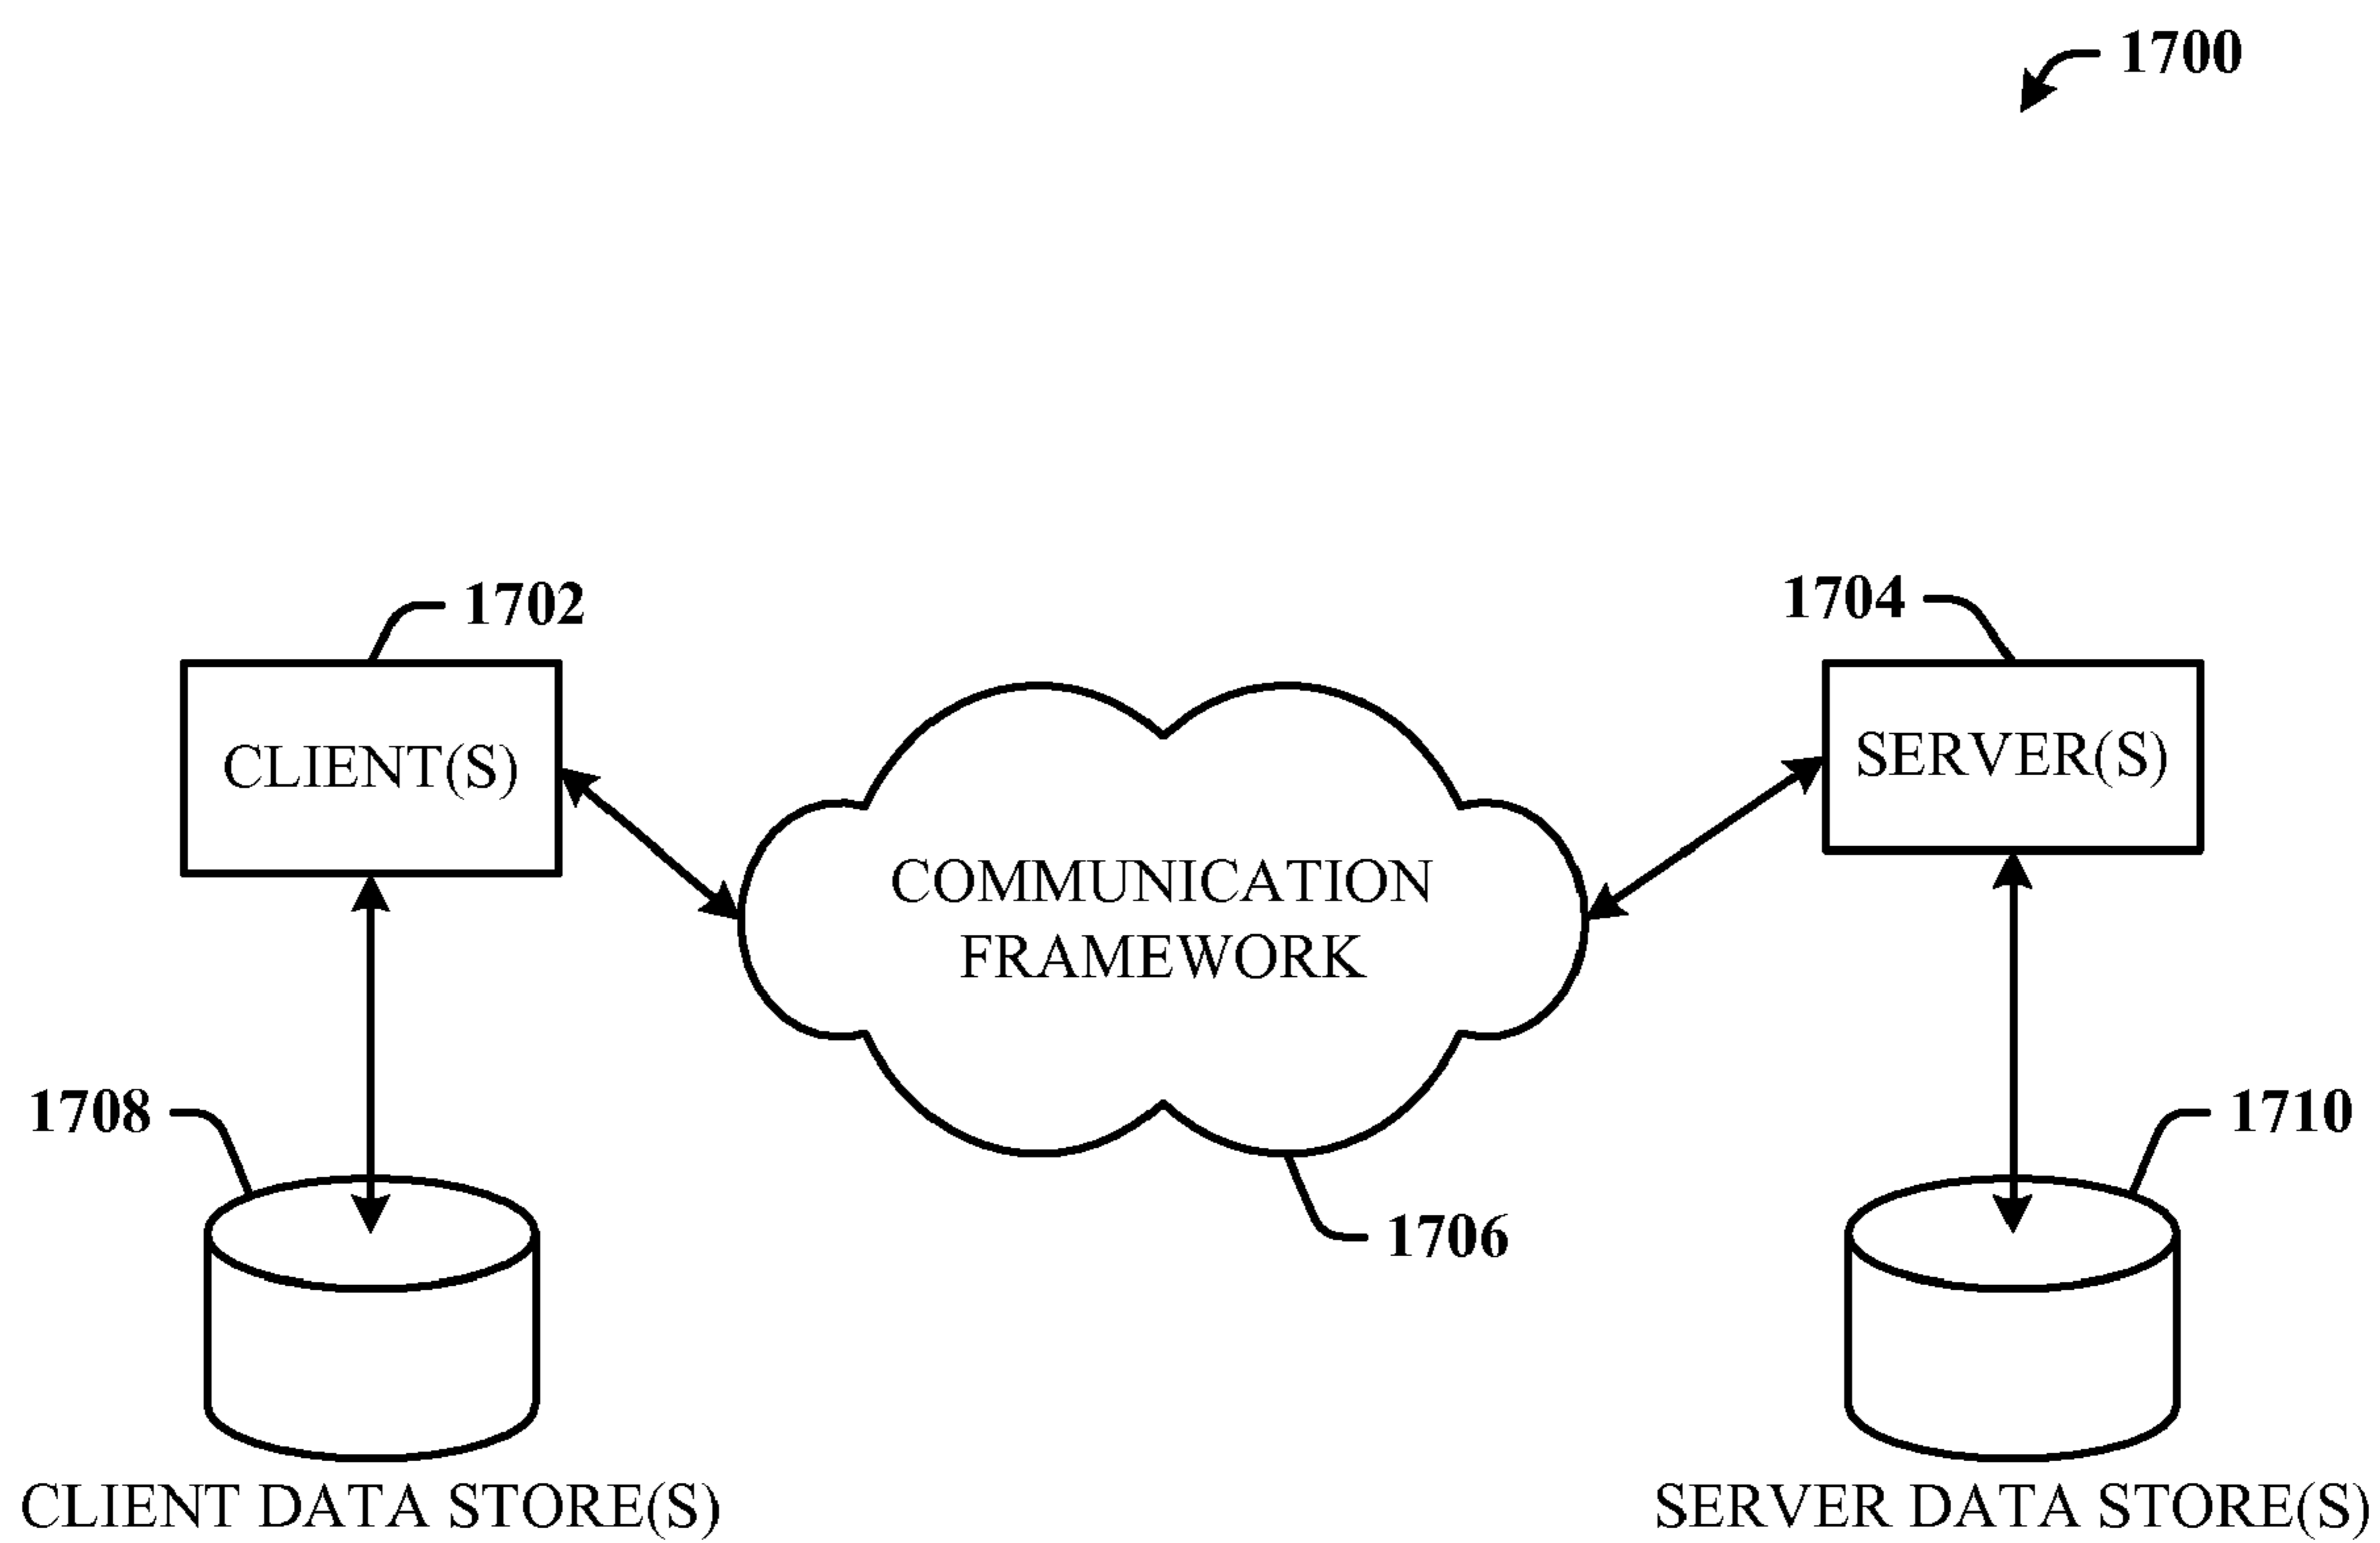 1700
1702
1704
CLIENT(S)
SERVER(S)
COMMUNICATION
FRAMEWORK
1708
1710
1706
CLIENT DATA STORE(S)
SERVER DATA STORE(S)